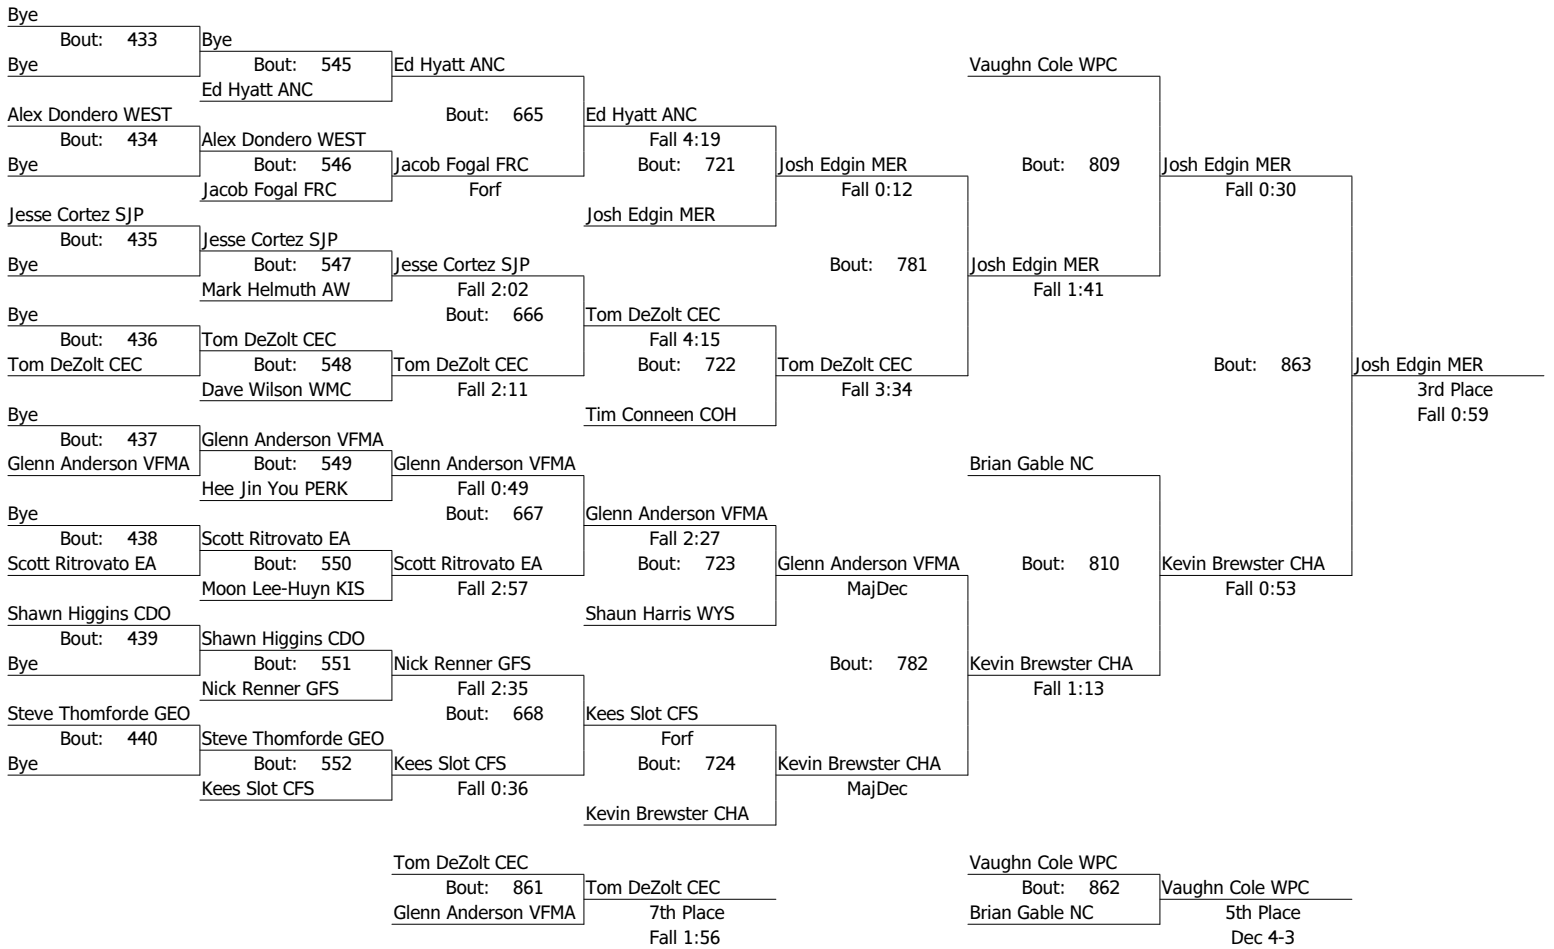 Bye
Bout: 433 Bye
Bye Bout: 545 Ed Hyatt ANC Vaughn Cole WPC
Ed Hyatt ANC
Alex Dondero WEST Bout: 665 Ed Hyatt ANC
Bout: 434 Alex Dondero WEST Fall 4:19
Bye Bout: 546 Jacob Fogal FRC Bout: 721 Josh Edgin MER Bout: 809 Josh Edgin MER
Jacob Fogal FRC Forf Fall 0:12 Fall 0:30
Jesse Cortez SJP Josh Edgin MER
Bout: 435 Jesse Cortez SJP
Bye Bout: 547 Jesse Cortez SJP Bout: 781 Josh Edgin MER
Mark Helmuth AW Fall 2:02 Fall 1:41
Bye Bout: 666 Tom DeZolt CEC
Bout: 436 Tom DeZolt CEC Fall 4:15
Tom DeZolt CEC Bout: 548 Tom DeZolt CEC Bout: 722 Tom DeZolt CEC Bout: 863 Josh Edgin MER
Dave Wilson WMC Fall 2:11 Fall 3:34 3rd Place
Bye Tim Conneen COH Fall 0:59
Bout: 437 Glenn Anderson VFMA
Glenn Anderson VFMA Bout: 549 Glenn Anderson VFMA Brian Gable NC
Hee Jin You PERK Fall 0:49
Bye Bout: 667 Glenn Anderson VFMA
Bout: 438 Scott Ritrovato EA Fall 2:27
Scott Ritrovato EA Bout: 550 Scott Ritrovato EA Bout: 723 Glenn Anderson VFMA Bout: 810 Kevin Brewster CHA
Moon Lee-Huyn KIS Fall 2:57 MajDec Fall 0:53
Shawn Higgins CDO Shaun Harris WYS
Bout: 439 Shawn Higgins CDO
Bye Bout: 551 Nick Renner GFS Bout: 782 Kevin Brewster CHA
Nick Renner GFS Fall 2:35 Fall 1:13
Steve Thomforde GEO Bout: 668 Kees Slot CFS
Bout: 440 Steve Thomforde GEO Forf
Bye Bout: 552 Kees Slot CFS Bout: 724 Kevin Brewster CHA
Kees Slot CFS Fall 0:36 MajDec
Kevin Brewster CHA
Tom DeZolt CEC Vaughn Cole WPC
Bout: 861 Tom DeZolt CEC Bout: 862 Vaughn Cole WPC
Glenn Anderson VFMA 7th Place Brian Gable NC 5th Place
Fall 1:56 Dec 4-3